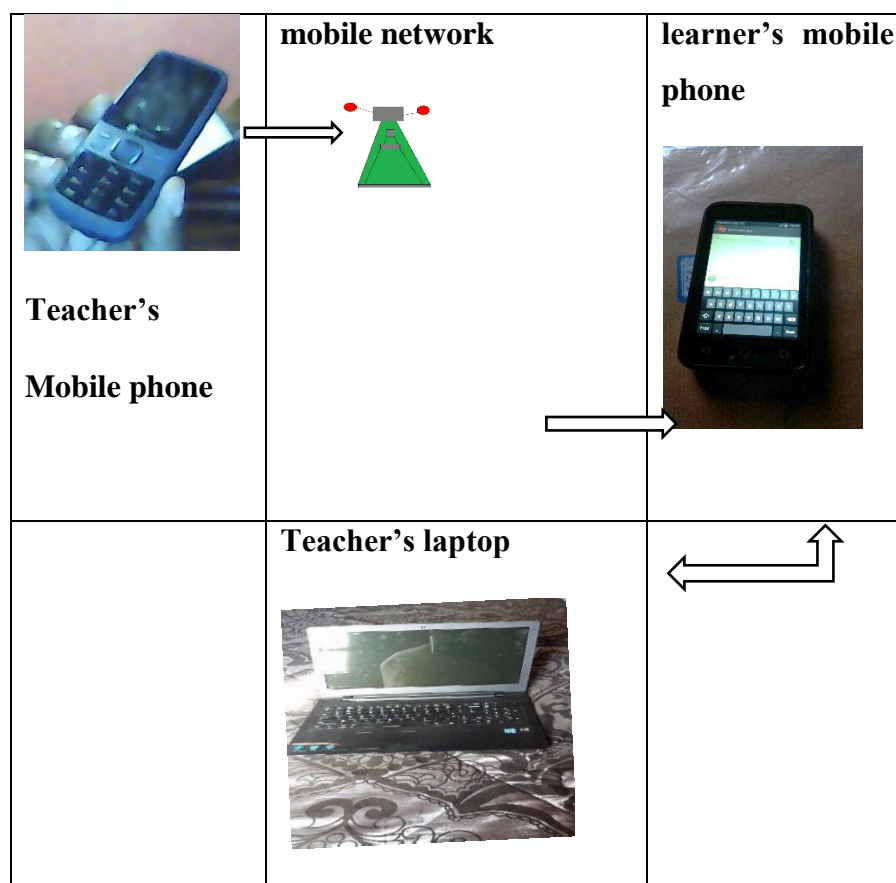 mobile network
learner’s mobile
phone
Teacher’s
Mobile phone
Teacher’s laptop